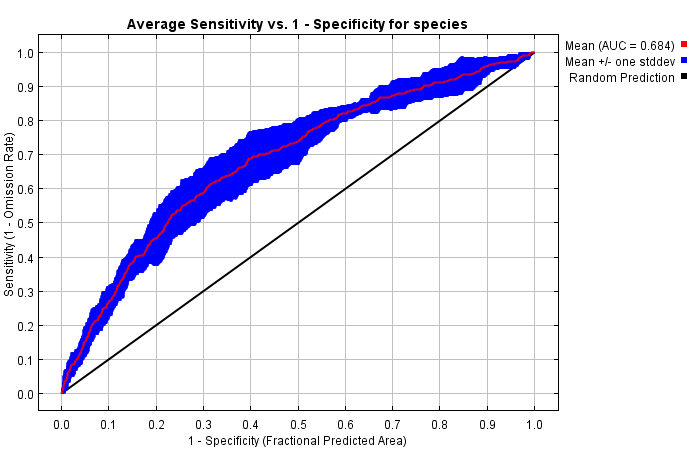 Average Sensitivity vs. 1 - Specificity for species
Mean (AUC = 0.684)
Mean +/- one stddev
Random Prediction
Sensitivity (1 - Omission Rate)
1.0
0.9
0.8
0.7
0.6
0.5
0.4
0.3
0.2
0.1
0.0
0.0 0.1 0.2 0.3 0.4 0.5 0.6 0.7 0.8 0.9 1.0
1 - Specificity (Fractional Predicted Area)